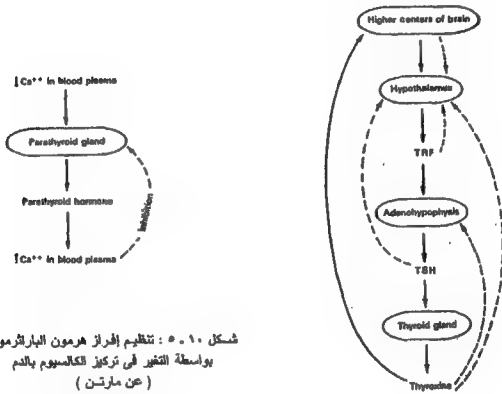 ↓Ca++ in blood plasma
Parathyroid gland
Parathyroid hormone
Inhibition
↑Ca++ in blood plasma
شكل ١٠ ـ ٥ : تنظيم إفراز هرمون الباراثرمو
بواسطة التغير فى تركيز الكالسيوم بالدم
( عن مارتن )
Higher centers of brain
Hypothalamus
TRF
Adenohypophysis
TSH
Thyroid gland
Thyroxine